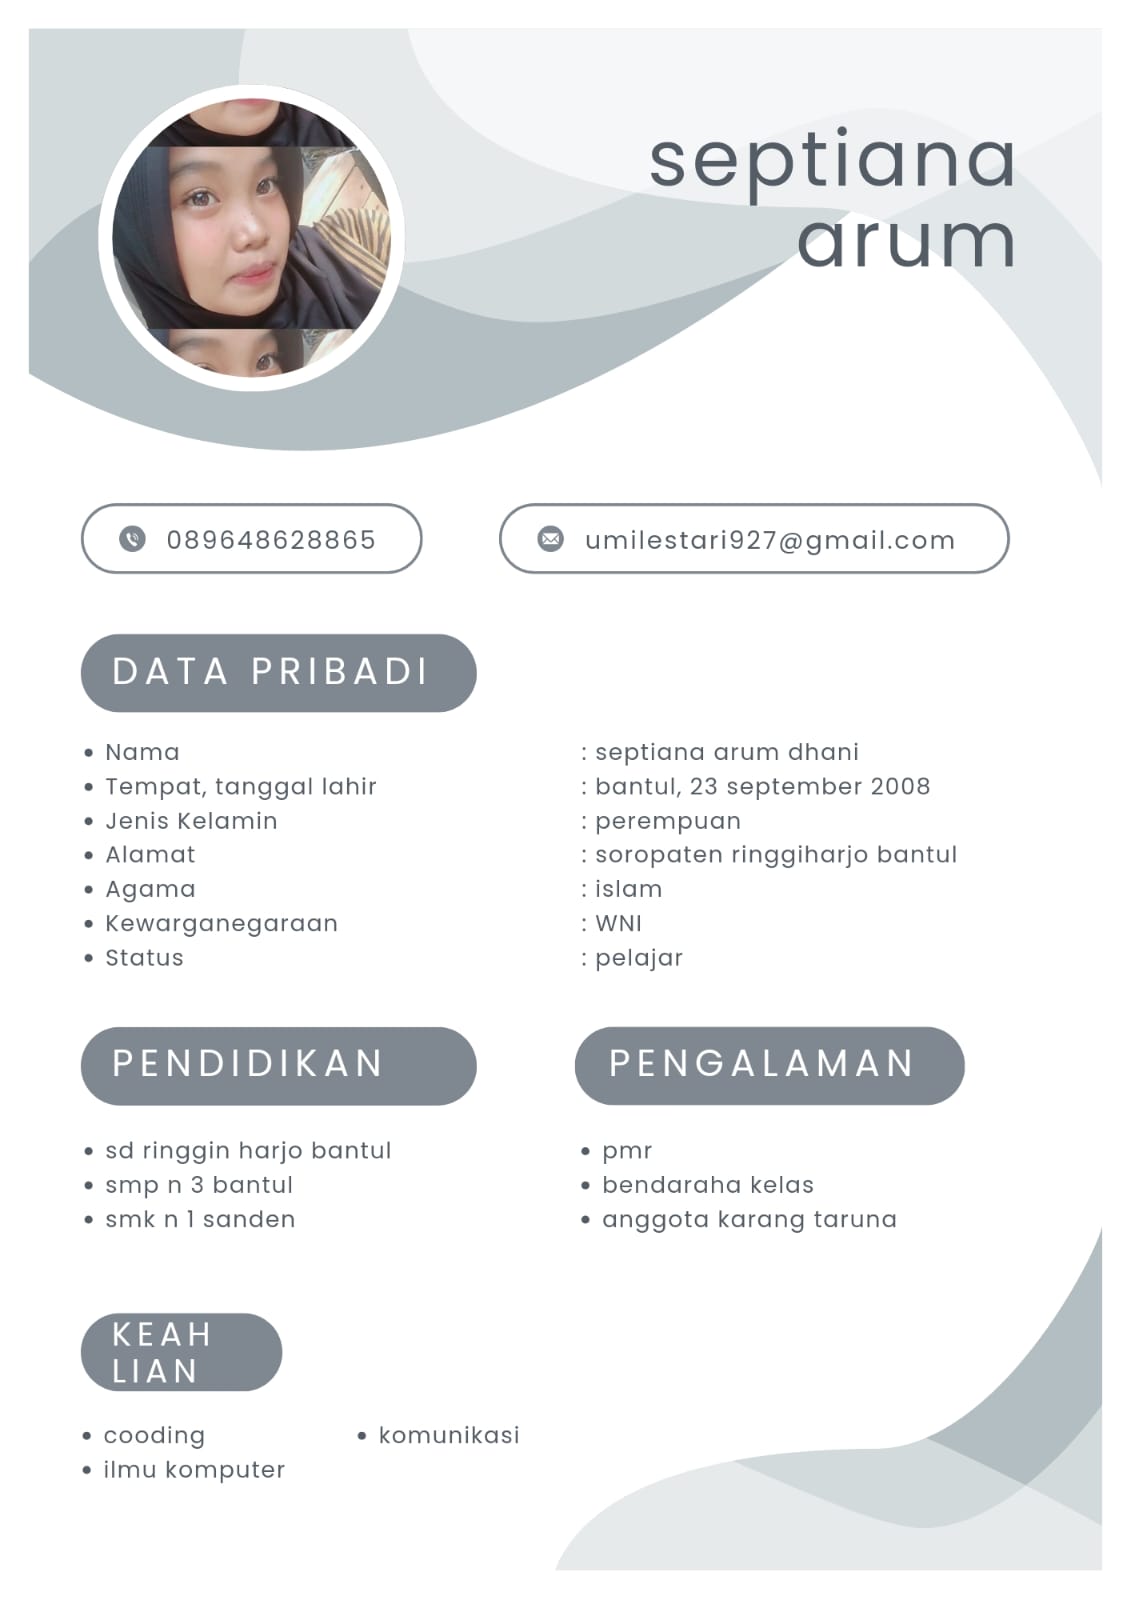 septiana
arum
089648628865
umilestari927@gmail.com
DATA PRIBADI
• Nama : septiana arum dhani
• Tempat, tanggal lahir : bantul, 23 september 2008
• Jenis Kelamin : perempuan
• Alamat : soropaten ringgiharjo bantul
• Agama : islam
• Kewarganegaraan : WNI
• Status : pelajar
PENDIDIKAN
• sd ringgin harjo bantul
• smp n 3 bantul
• smk n 1 sanden
PENGALAMAN
• pmr
• bendaraha kelas
• anggota karang taruna
KEAH
LIAN
• cooding
• ilmu komputer
• komunikasi